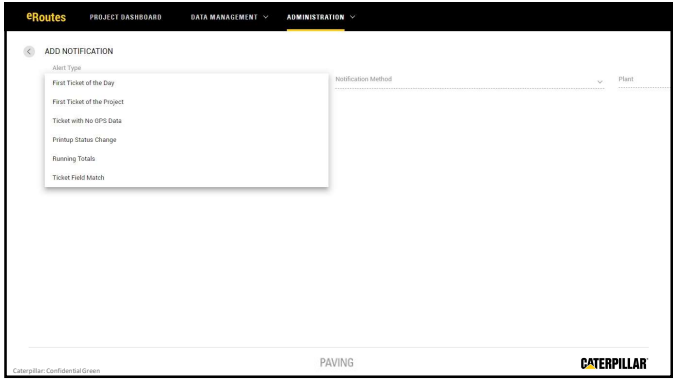 eRoutes PROJECT DASHBOARD DATA MANAGEMENT ADMINISTRATION
ADD NOTIFICATION
Alert Type
Notification Method
Plant
First Ticket of the Day
First Ticket of the Project
Ticket with No GPS Data
Printup Status Change
Running Totals
Ticket Field Match
PAVING
CATERPILLAR
Caterpillar: Confidential Green